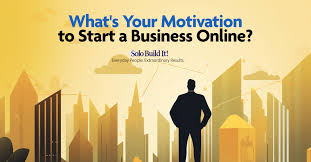 What's Your Motivation
to Start a Business Online?
Solo Build It!
Everyday People. Extraordinary Results.